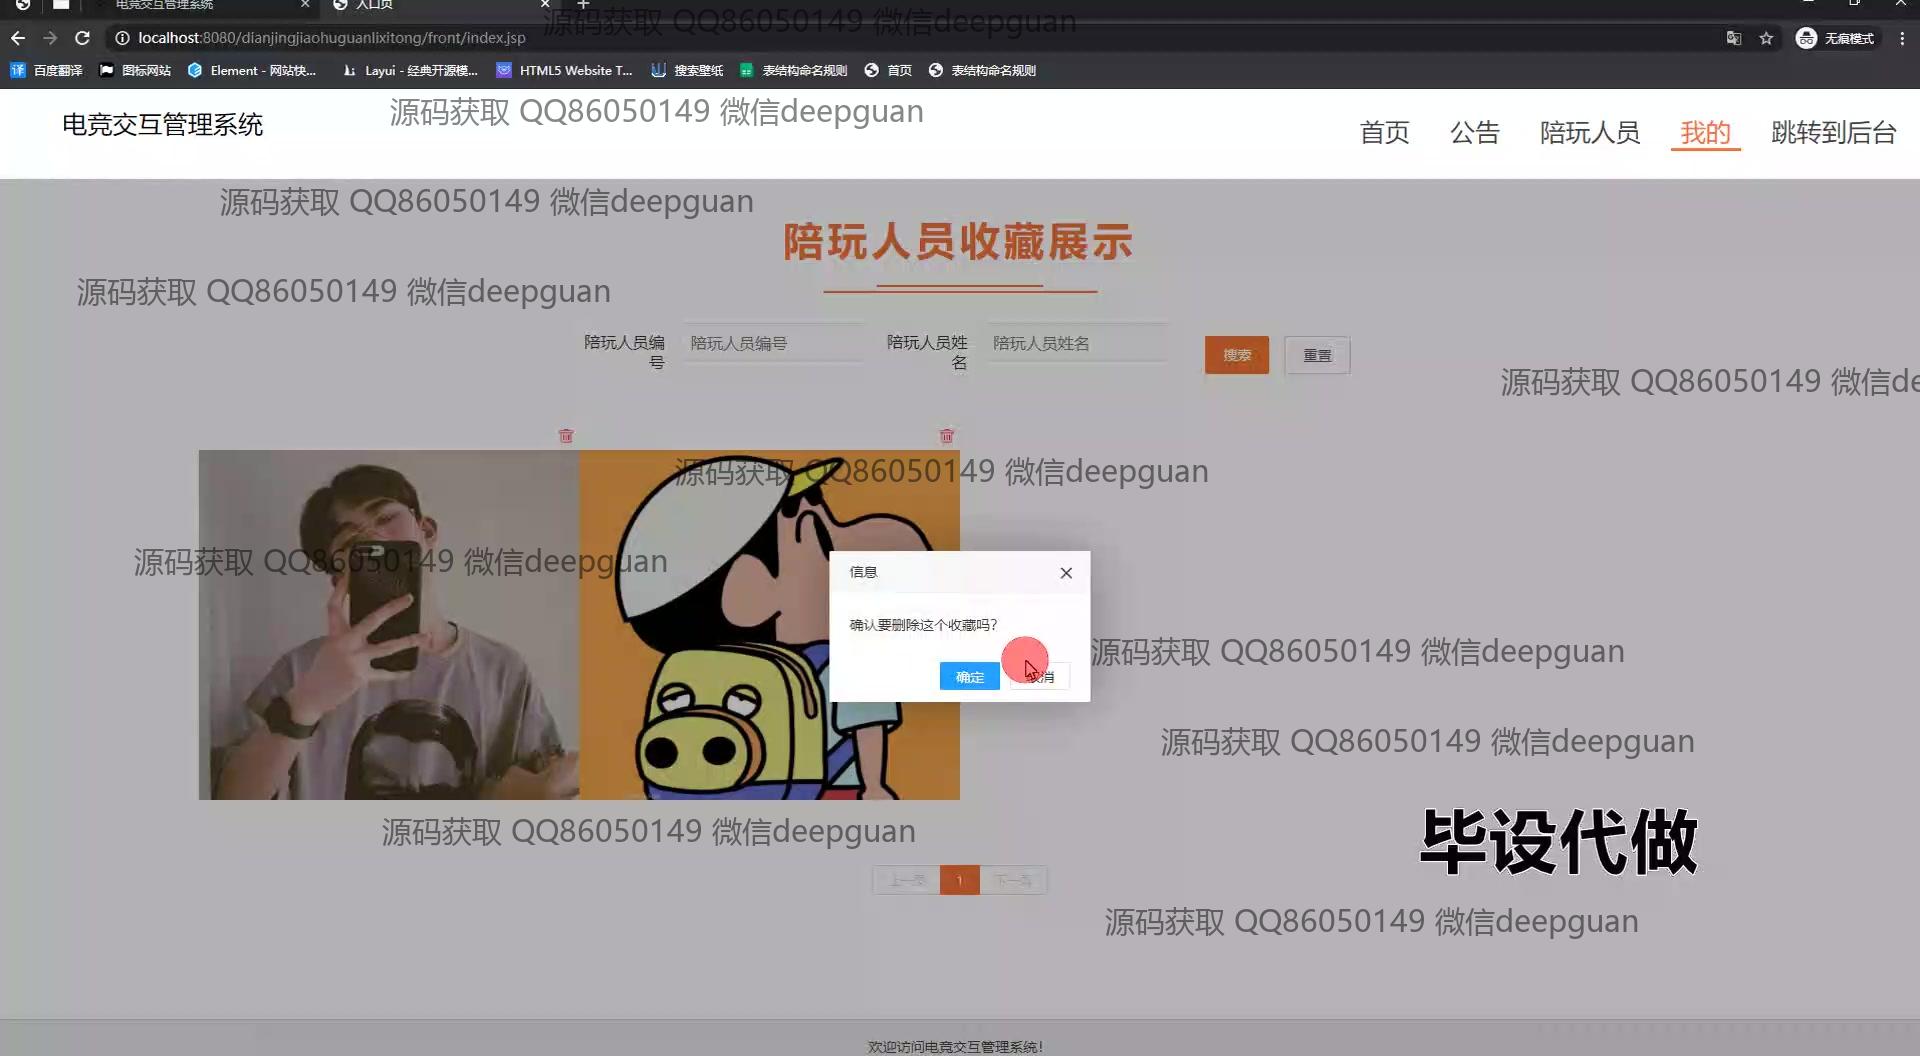 电竞交互管理系统
入口页
源码获取 QQ86050149 微信deepguan
localhost:8080/dianjingjiaohuguanlixitong/front/index.jsp
无痕模式
百度翻译
图标网站
Element - 网站快...
Layui - 经典开源模...
HTML5 Website T...
搜索壁纸
表结构命名规则
首页
表结构命名规则
电竞交互管理系统
源码获取 QQ86050149 微信deepguan
首页
公告
陪玩人员
我的
跳转到后台
源码获取 QQ86050149 微信deepguan
陪玩人员收藏展示
源码获取 QQ86050149 微信deepguan
陪玩人员编
号
陪玩人员编号
陪玩人员姓
名
陪玩人员姓名
搜索
重置
源码获取 QQ86050149 微信de
源码获取 QQ86050149 微信deepguan
源码获取 QQ86050149 微信deepguan
信息
确认要删除这个收藏吗?
确定
取消
源码获取 QQ86050149 微信deepguan
源码获取 QQ86050149 微信deepguan
毕设代做
源码获取 QQ86050149 微信deepguan
上一页
1
下一页
源码获取 QQ86050149 微信deepguan
欢迎访问电竞交互管理系统!